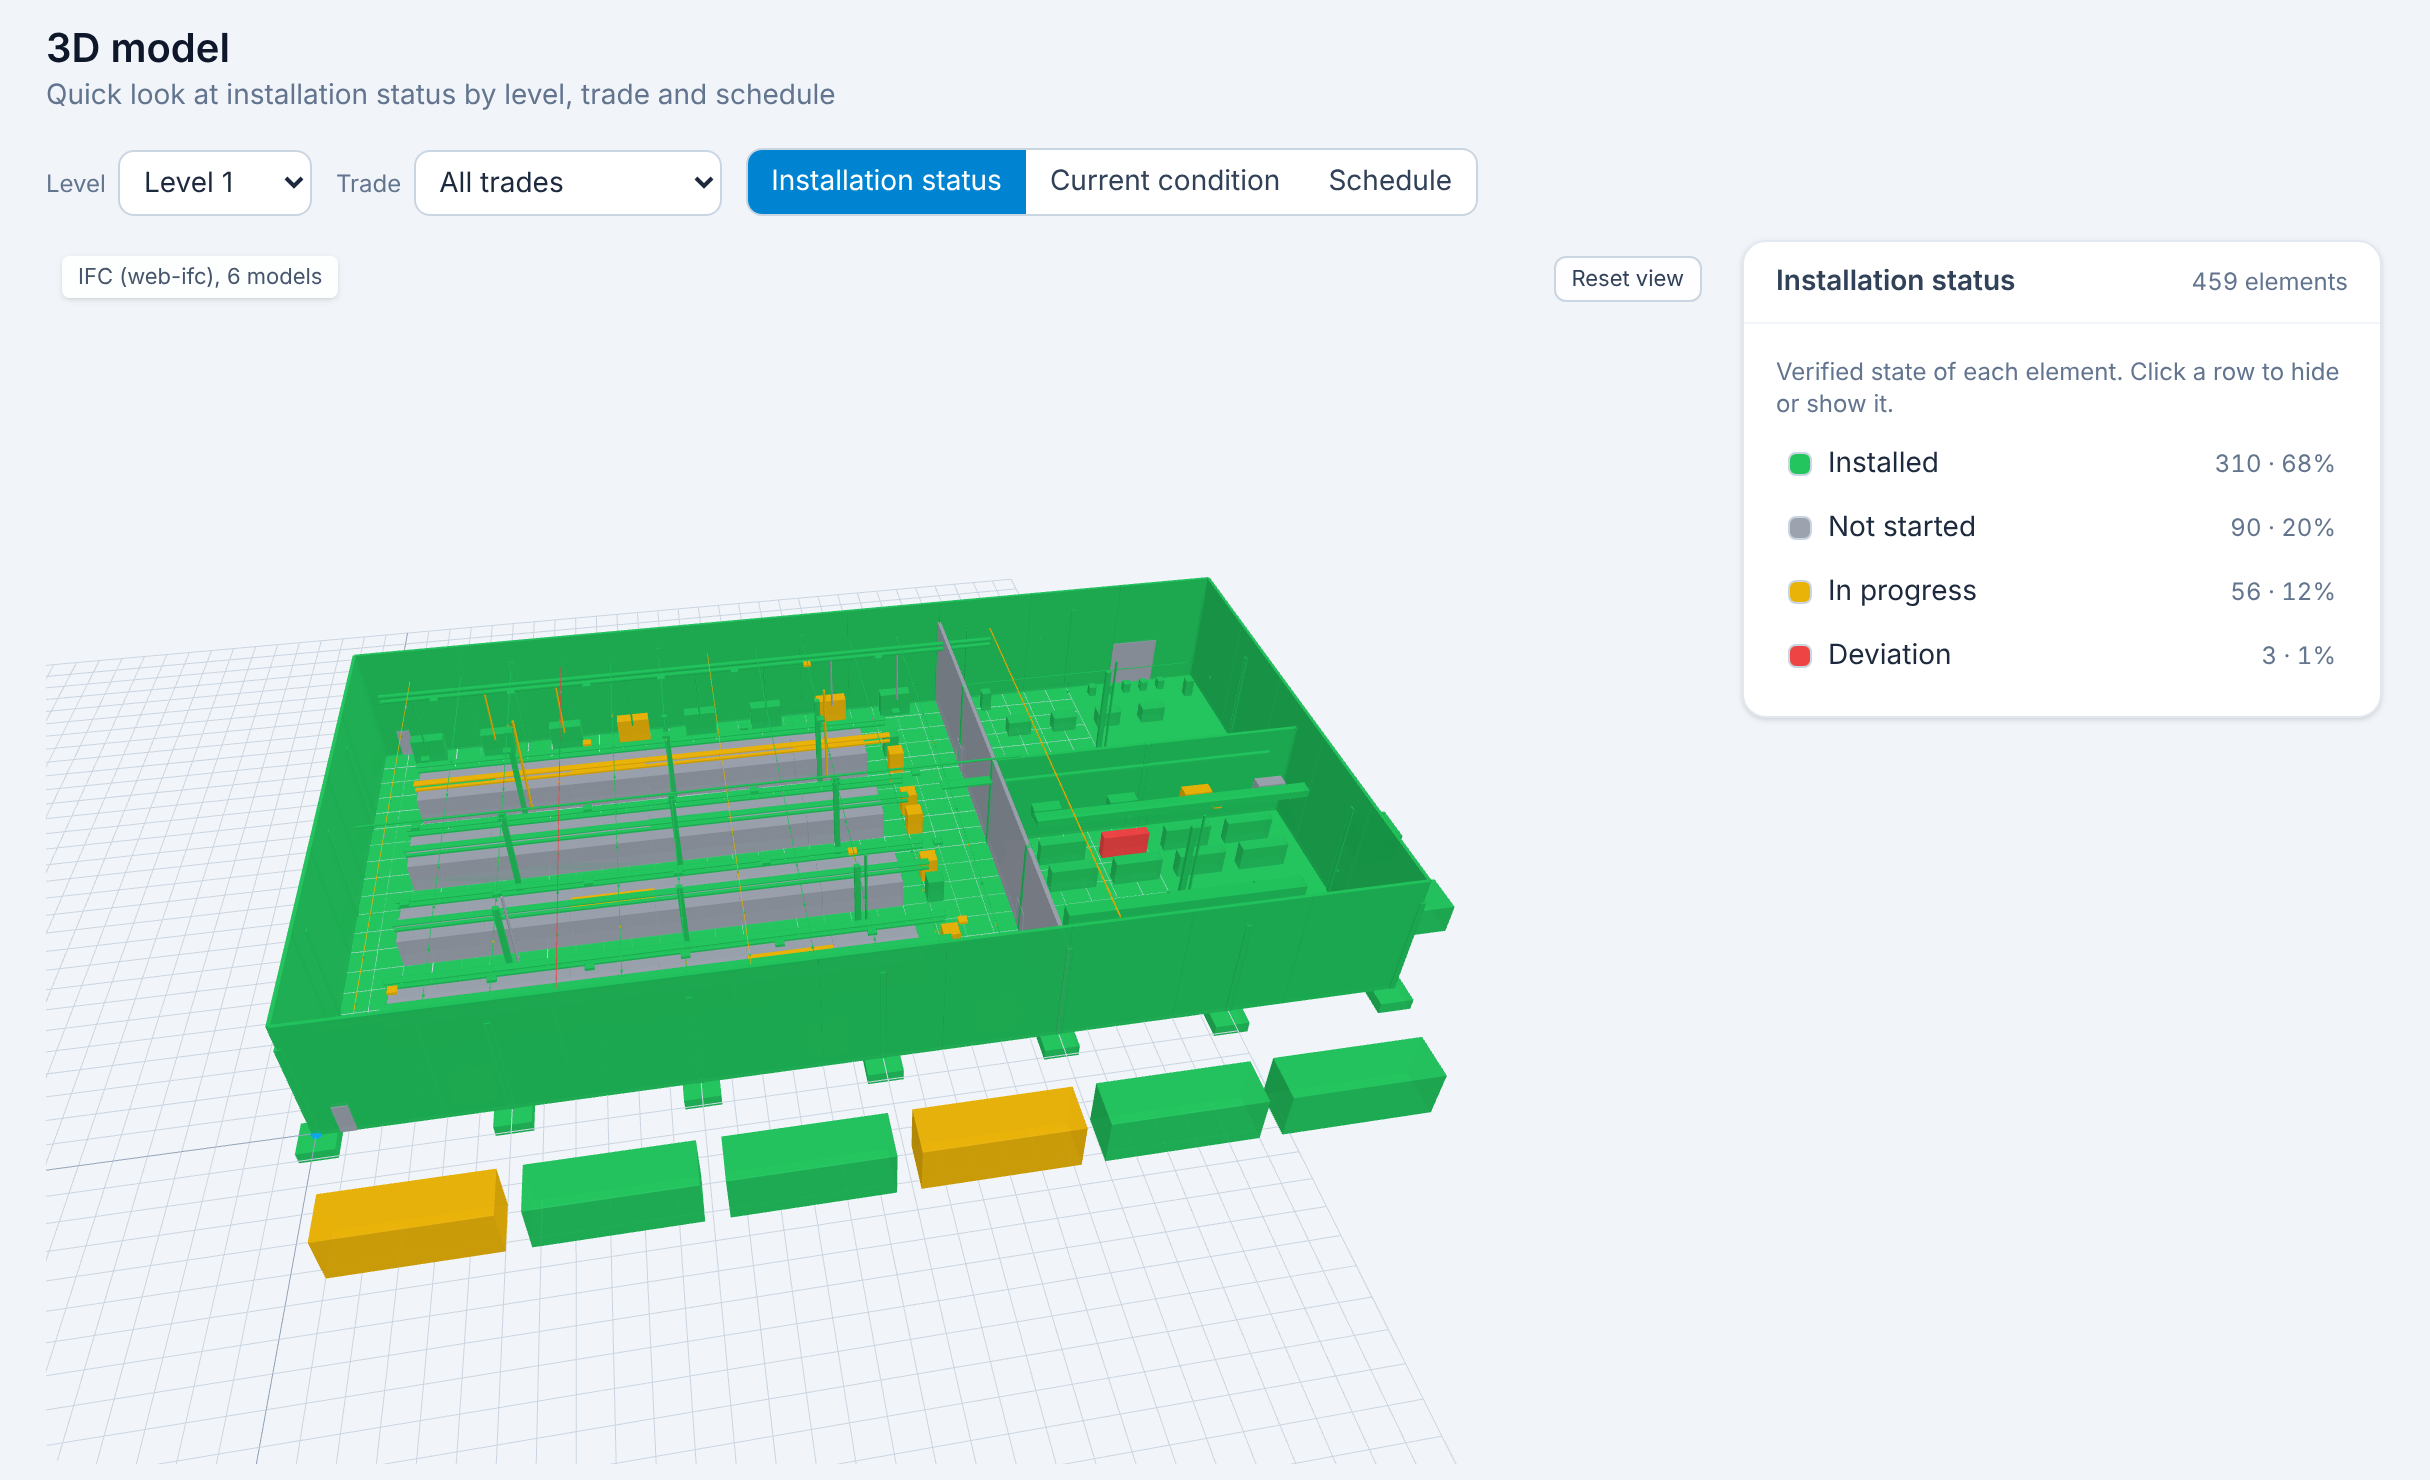 3D model
Quick look at installation status by level, trade and schedule
Level
Level 1
Trade
All trades
Installation status
Current condition
Schedule
IFC (web-ifc), 6 models
Reset view
Installation status
459 elements
Verified state of each element. Click a row to hide
or show it.
Installed
310 · 68%
Not started
90 · 20%
In progress
56 · 12%
Deviation
3 · 1%